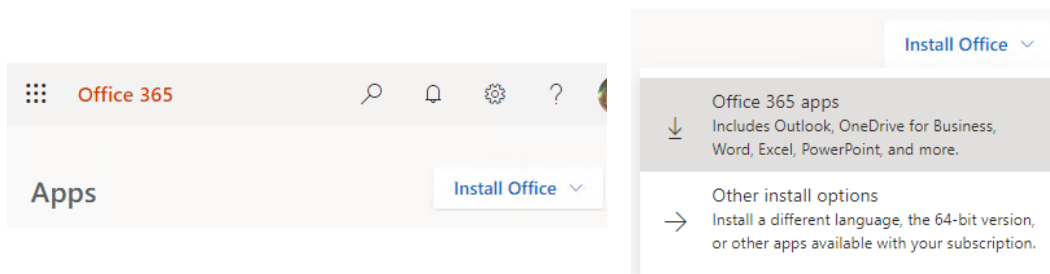 Office 365
?
Apps
Install Office
Install Office
Office 365 apps
Includes Outlook, OneDrive for Business,
Word, Excel, PowerPoint, and more.
Other install options
Install a different language, the 64-bit version,
or other apps available with your subscription.